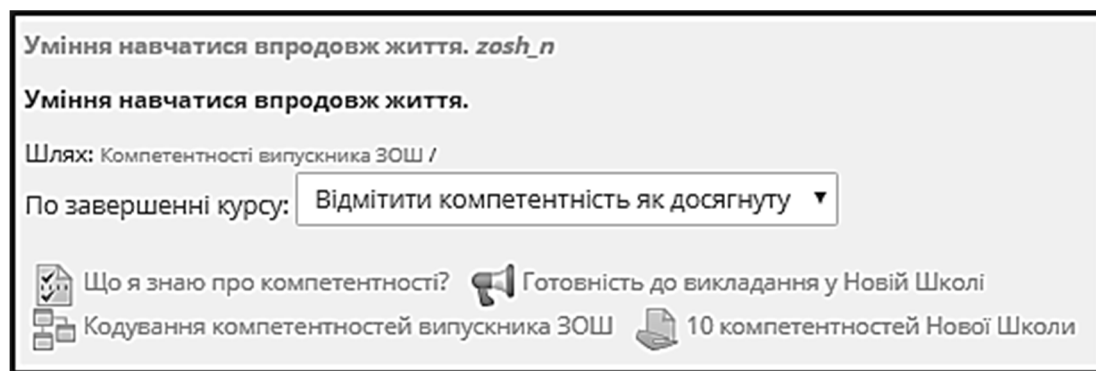 Уміння навчатися впродовж життя. zosh_n
Уміння навчатися впродовж життя.
Шлях: Компетентності випускника ЗОШ /
По завершенні курсу: Відмітити компетентність як досягнуту
Що я знаю про компетентності? Готовність до викладання у Новій Школі
Кодування компетентностей випускника ЗОШ 10 компетентностей Нової Школи